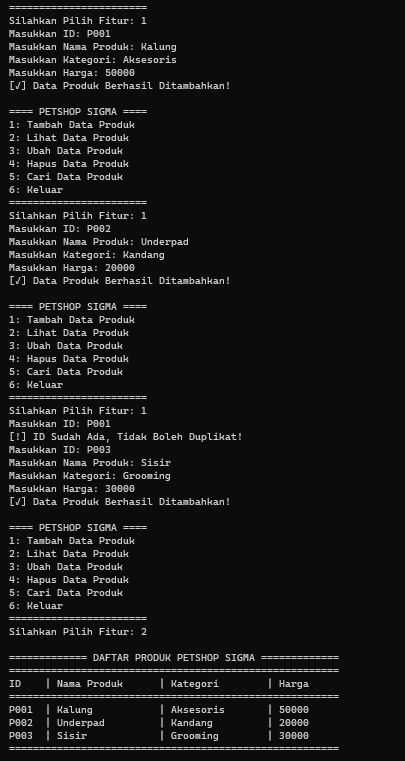 =======================
Silahkan Pilih Fitur: 1
Masukkan ID: P001
Masukkan Nama Produk: Kalung
Masukkan Kategori: Aksesoris
Masukkan Harga: 50000
[√] Data Produk Berhasil Ditambahkan!

==== PETSHOP SIGMA ====
1: Tambah Data Produk
2: Lihat Data Produk
3: Ubah Data Produk
4: Hapus Data Produk
5: Cari Data Produk
6: Keluar
=======================
Silahkan Pilih Fitur: 1
Masukkan ID: P002
Masukkan Nama Produk: Underpad
Masukkan Kategori: Kandang
Masukkan Harga: 20000
[√] Data Produk Berhasil Ditambahkan!

==== PETSHOP SIGMA ====
1: Tambah Data Produk
2: Lihat Data Produk
3: Ubah Data Produk
4: Hapus Data Produk
5: Cari Data Produk
6: Keluar
=======================
Silahkan Pilih Fitur: 1
Masukkan ID: P001
[!] ID Sudah Ada, Tidak Boleh Duplikat!
Masukkan ID: P003
Masukkan Nama Produk: Sisir
Masukkan Kategori: Grooming
Masukkan Harga: 30000
[√] Data Produk Berhasil Ditambahkan!

==== PETSHOP SIGMA ====
1: Tambah Data Produk
2: Lihat Data Produk
3: Ubah Data Produk
4: Hapus Data Produk
5: Cari Data Produk
6: Keluar
=======================
Silahkan Pilih Fitur: 2

============= DAFTAR PRODUK PETSHOP SIGMA =============
=======================================================
ID    | Nama Produk      | Kategori        | Harga
=======================================================
P001  | Kalung           | Aksesoris       | 50000
P002  | Underpad         | Kandang         | 20000
P003  | Sisir            | Grooming        | 30000
=======================================================